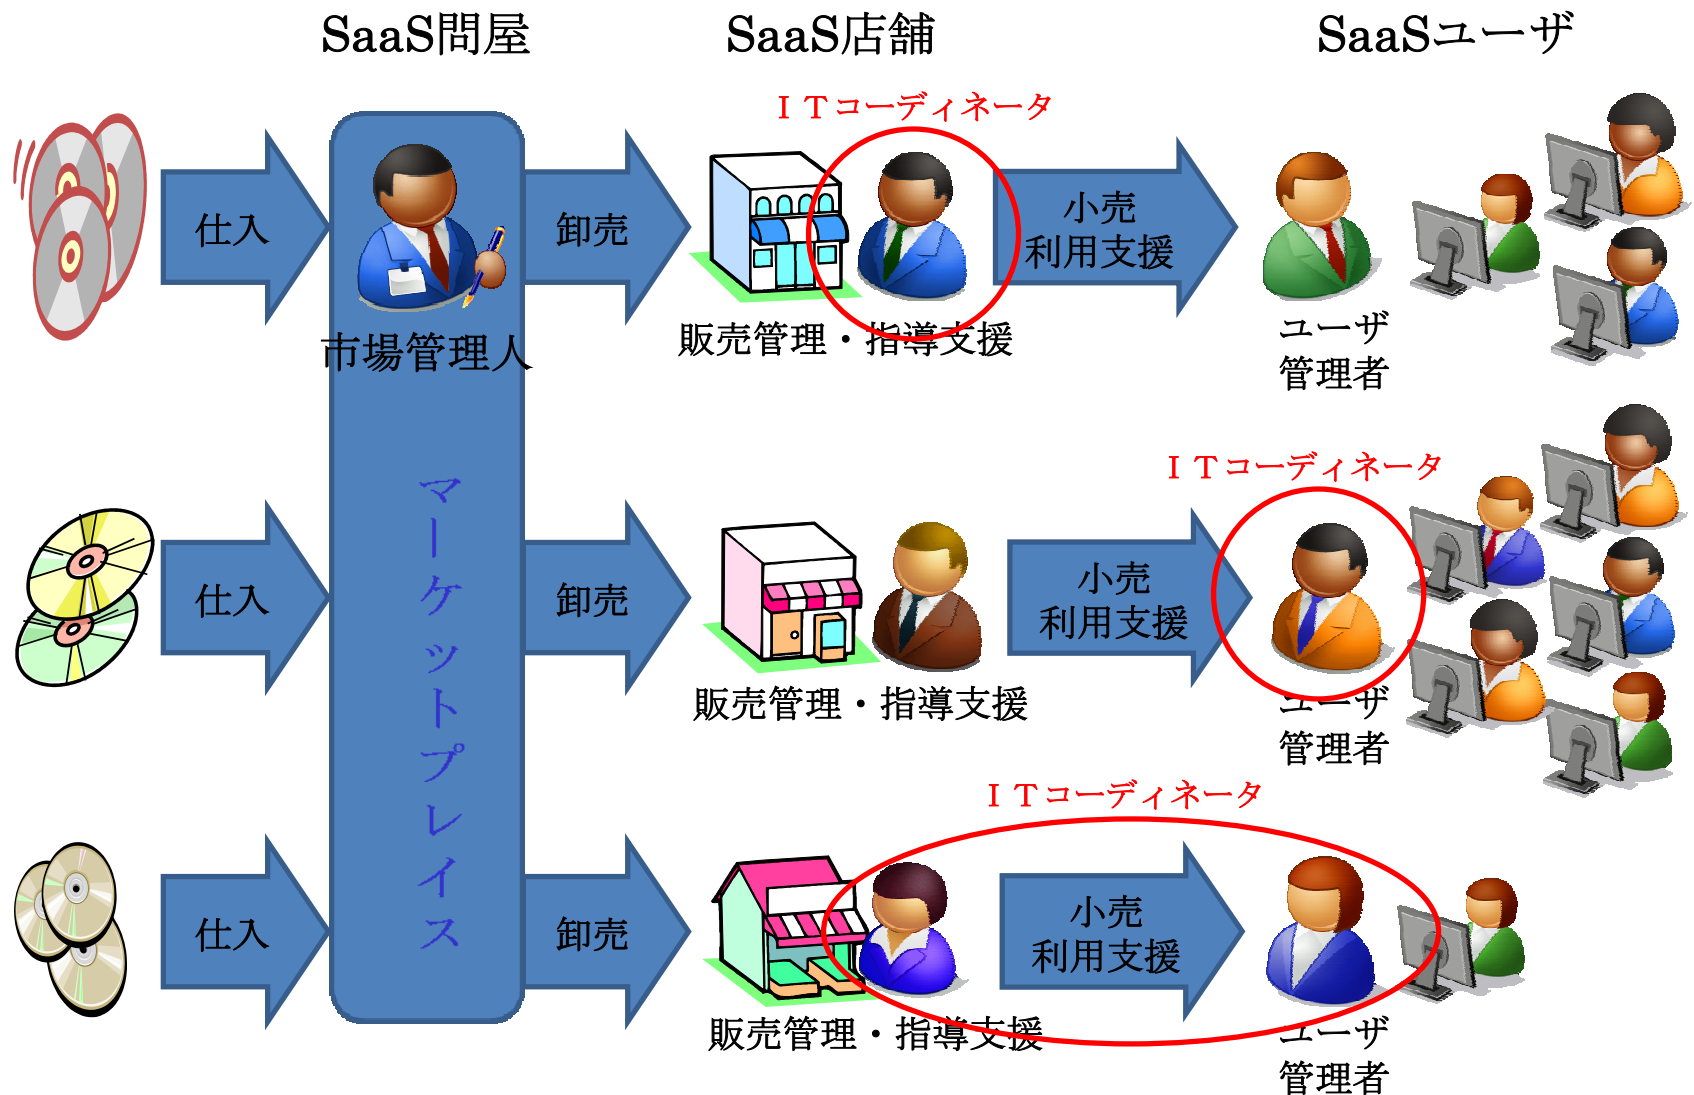 SaaS問屋
SaaS店舗
SaaSユーザ
ＩＴコーディネータ
仕入
卸売
小売
利用支援
市場管理人
販売管理・指導支援
ユーザ
管理者
マーケットプレイス
ＩＴコーディネータ
仕入
卸売
小売
利用支援
販売管理・指導支援
ユーザ
管理者
ＩＴコーディネータ
仕入
卸売
小売
利用支援
販売管理・指導支援
ユーザ
管理者